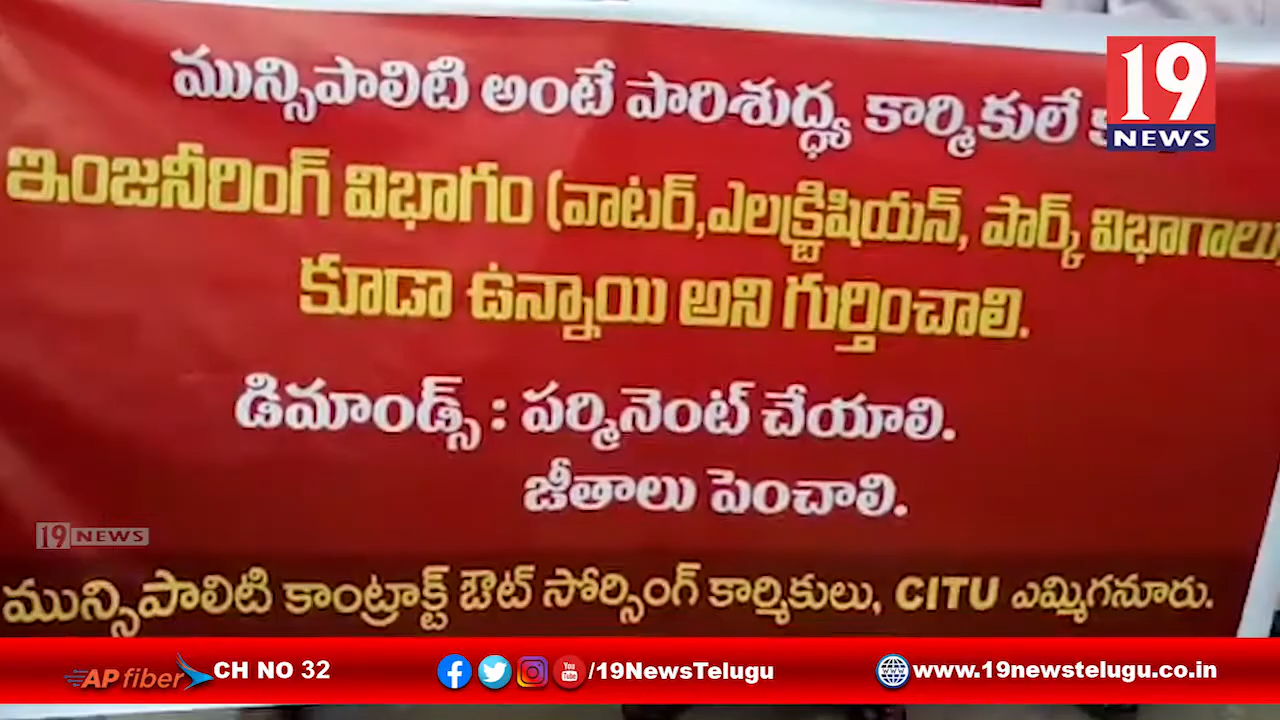 మున్సిపాలిటి అంటే పారిశుధ్ధ్య కార్మికులే
ఇంజనీరింగ్ విభాగం (వాటర్,ఎలక్ట్రిషియన్, పార్క్ విభాగాలు
కూడా ఉన్నాయి అని గుర్తించాలి.
డిమాండ్స్ : పర్మినెంట్ చేయాలి.
జీతాలు పెంచాలి.
మున్సిపాలిటి కాంట్రాక్ట్ ఔట్ సోర్సింగ్ కార్మికులు, CITU ఎమ్మిగనూరు.
19 NEWS
19 NEWS
AP fiber CH NO 32
/19NewsTelugu
www.19newstelugu.co.in